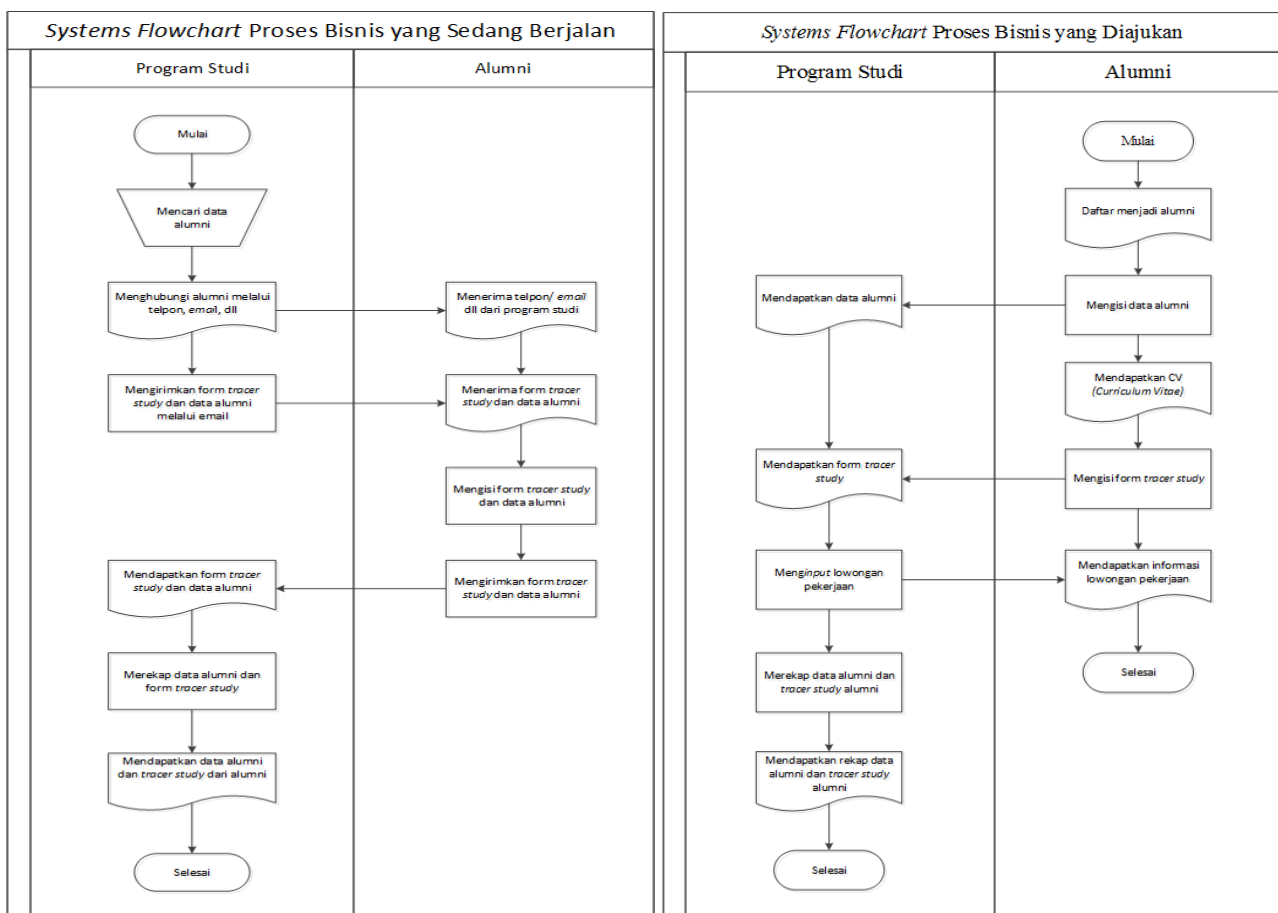 Systems Flowchart Proses Bisnis yang Sedang Berjalan
Program Studi
Alumni
Mulai
Mencari data
alumni
Menghubungi alumni melalui
telpon, email, dll
Menerima telpon/ email
dll dari program studi
Mengirimkan form tracer
study dan data alumni
melalui email
Menerima form tracer
study dan data alumni
Mengisi form tracer study
dan data alumni
Mendapatkan form tracer
study dan data alumni
Mengirimkan form tracer
study dan data alumni
Merekap data alumni dan
form tracer study
Mendapatkan data alumni
dan tracer study dari alumni
Selesai
Systems Flowchart Proses Bisnis yang Diajukan
Program Studi
Alumni
Mulai
Daftar menjadi alumni
Mendapatkan data alumni
Mengisi data alumni
Mendapatkan CV
(Curriculum Vitae)
Mendapatkan form tracer
study
Mengisi form tracer study
Menginput lowongan
pekerjaan
Mendapatkan informasi
lowongan pekerjaan
Merekap data alumni dan
tracer study alumni
Selesai
Mendapatkan rekap data
alumni dan tracer study
alumni
Selesai